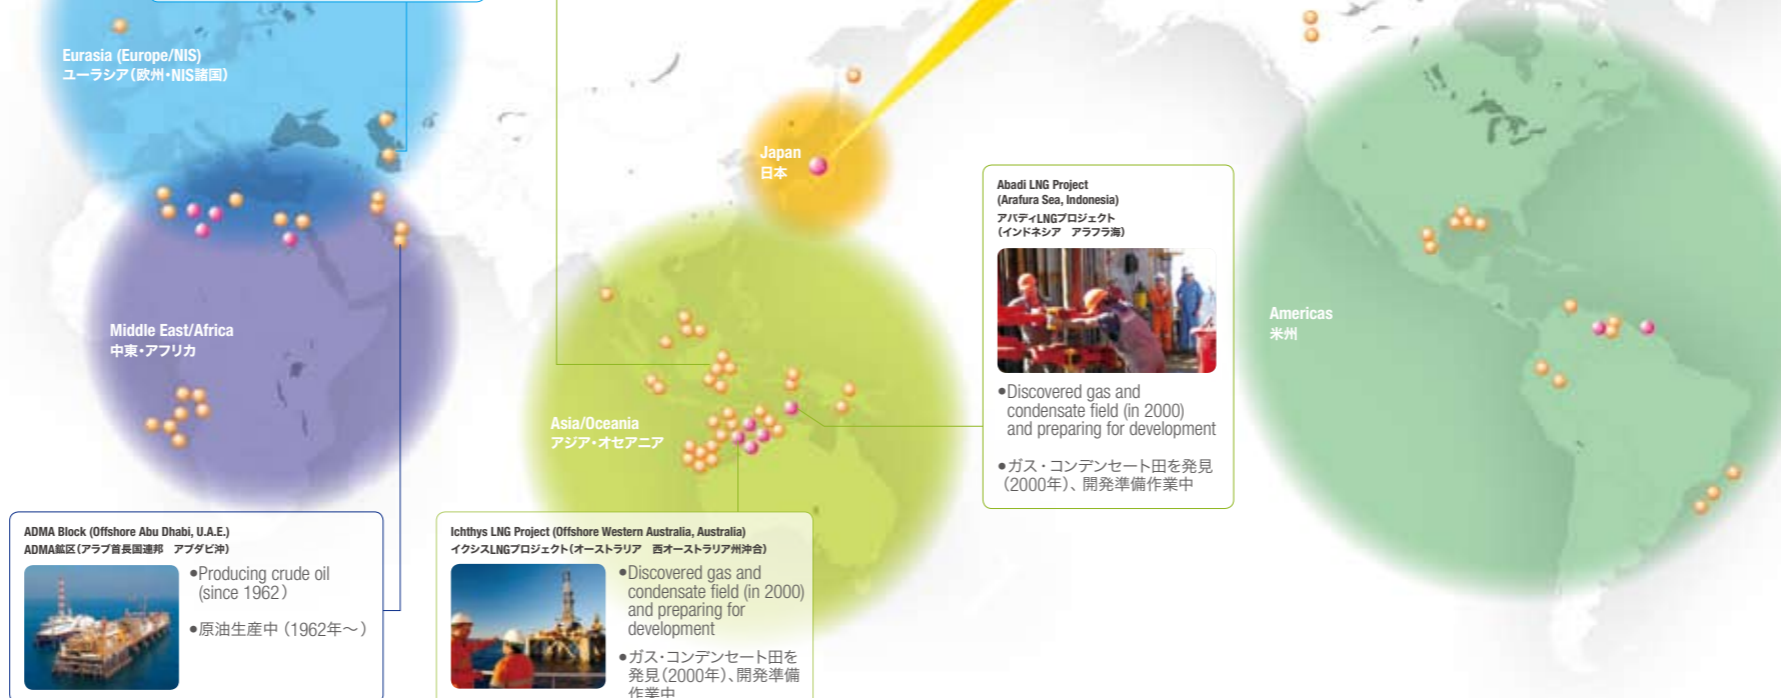 Eurasia (Europe/NIS)
ユーラシア(欧州・NIS諸国)
Japan
日本
Middle East/Africa
中東・アフリカ
Asia/Oceania
アジア・オセアニア
Americas
米州
Abadi LNG Project
(Arafura Sea, Indonesia)
アバディLNGプロジェクト
(インドネシア アラフラ海)
●Discovered gas and
condensate field (in 2000)
and preparing for development
●ガス・コンデンセート田を発見
(2000年)、開発準備作業中
ADMA Block (Offshore Abu Dhabi, U.A.E.)
ADMA鉱区(アラブ首長国連邦 アブダビ沖)
●Producing crude oil
(since 1962)
●原油生産中(1962年~)
Ichthys LNG Project (Offshore Western Australia, Australia)
イクシスLNGプロジェクト(オーストラリア 西オーストラリア州沖合)
●Discovered gas and
condensate field (in 2000)
and preparing for
development
●ガス・コンデンセート田を
発見(2000年)、開発準備
作業中